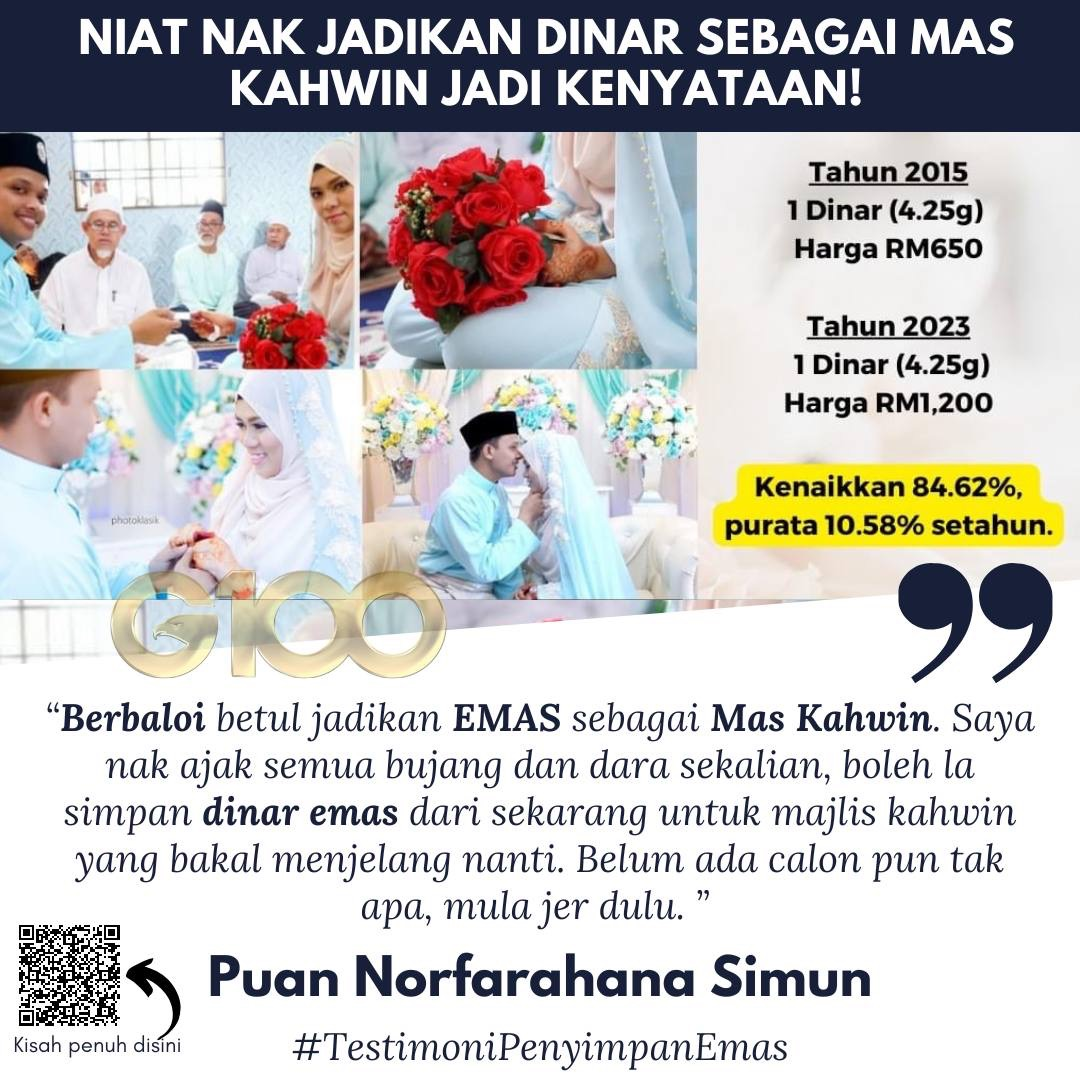 NIAT NAK JADIKAN DINAR SEBAGAI MAS
KAHWIN JADI KENYATAAN!
Tahun 2015
1 Dinar (4.25g)
Harga RM650
Tahun 2023
1 Dinar (4.25g)
Harga RM1,200
Kenaikkan 84.62%,
purata 10.58% setahun.
photoklasik
G100
”
“Berbaloi betul jadikan EMAS sebagai Mas Kahwin. Saya
nak ajak semua bujang dan dara sekalian, boleh la
simpan dinar emas dari sekarang untuk majlis kahwin
yang bakal menjelang nanti. Belum ada calon pun tak
apa, mula jer dulu. ”
Puan Norfarahana Simun
Kisah penuh disini
#TestimoniPenyimpanEmas